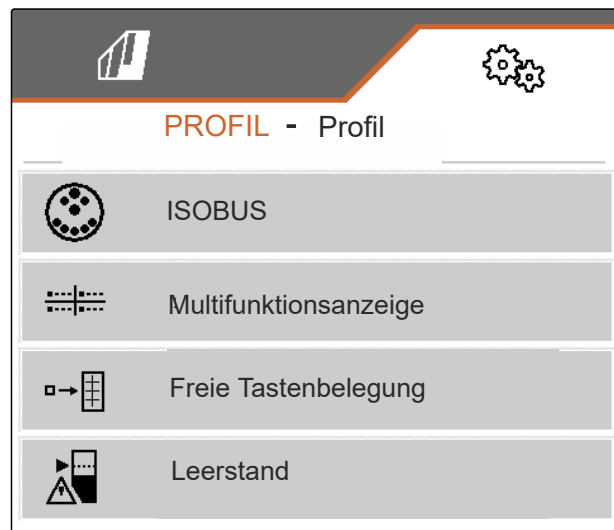 PROFIL - Profil
ISOBUS
Multifunktionsanzeige
Freie Tastenbelegung
Leerstand